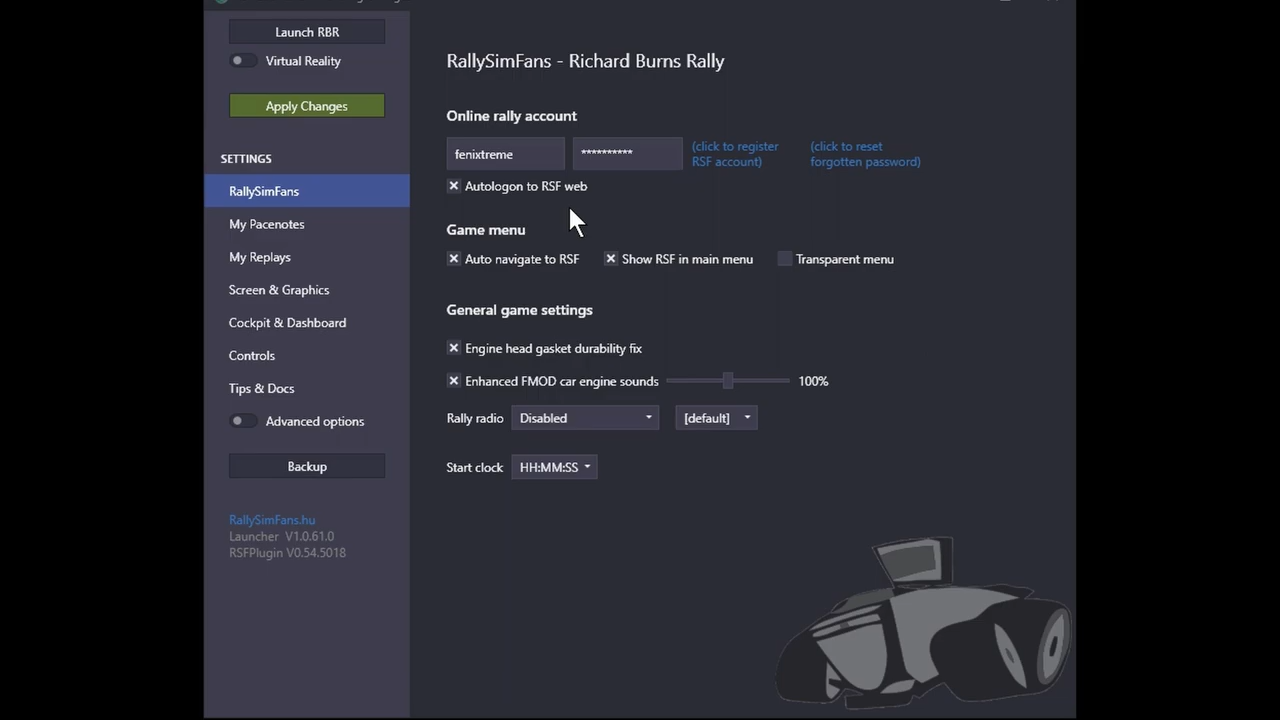 Launch RBR
Virtual Reality
Apply Changes
SETTINGS
RallySimFans
My Pacenotes
My Replays
Screen & Graphics
Cockpit & Dashboard
Controls
Tips & Docs
Advanced options
Backup
RallySimFans.hu
Launcher V1.0.61.0
RSFPlugin V0.54.5018
RallySimFans - Richard Burns Rally
Online rally account
fenixtreme ********** (click to register (click to reset
RSF account) forgotten password)
Autologon to RSF web
Game menu
Auto navigate to RSF Show RSF in main menu Transparent menu
General game settings
Engine head gasket durability fix
Enhanced FMOD car engine sounds 100%
Rally radio Disabled [default]
Start clock HH:MM:SS